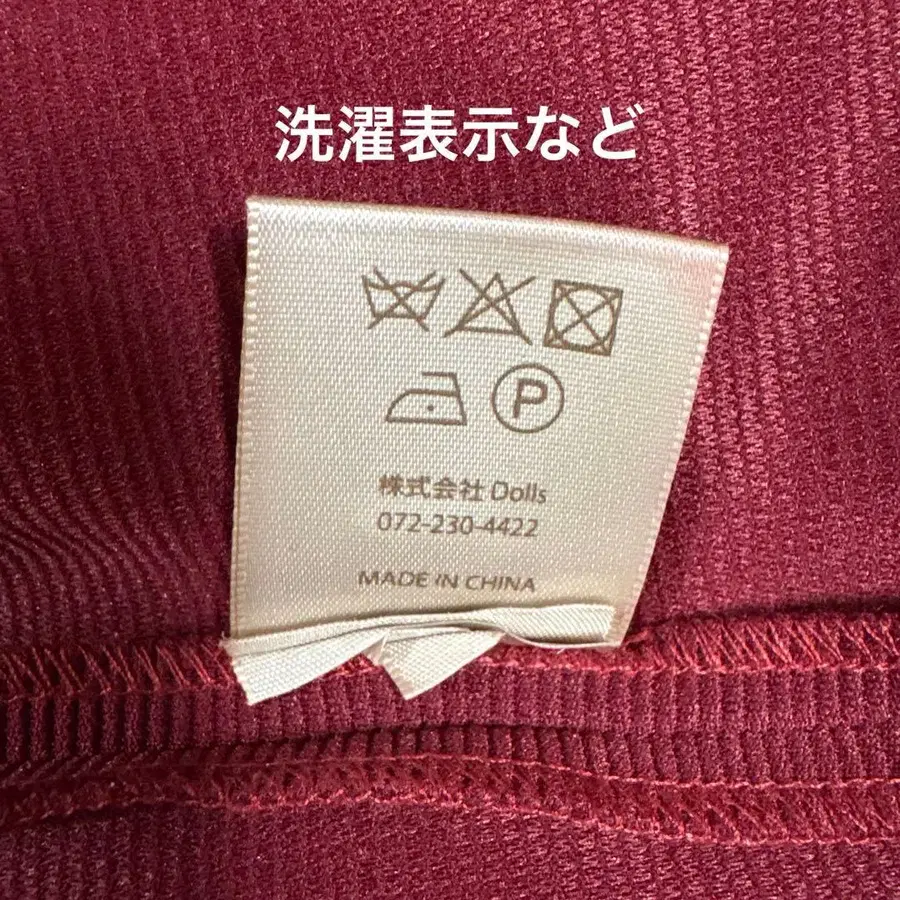 洗濯表示など
P
株式会社 Dolls
072-230-4422
MADE IN CHINA